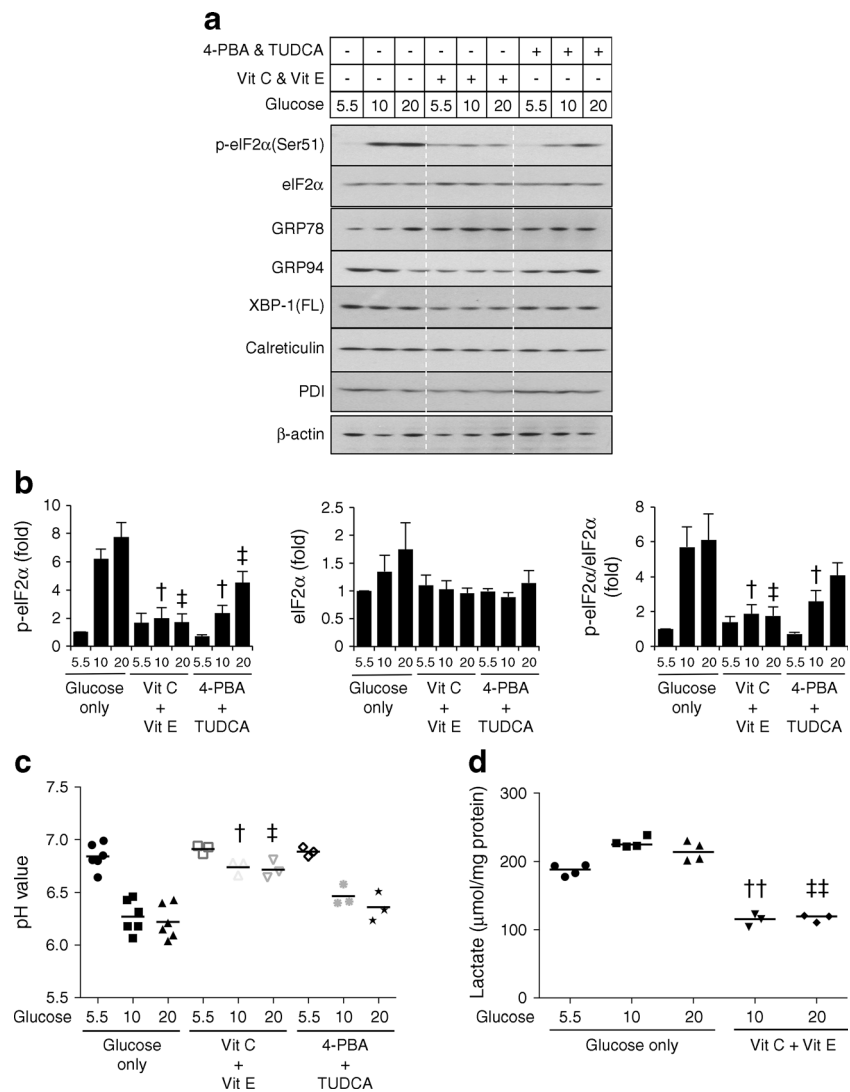 a
4-PBA & TUDCA - - - - - - + + +
Vit C & Vit E - - - + + + - - -
Glucose 5.5 10 20 5.5 10 20 5.5 10 20
p-eIF2α(Ser51)
eIF2α
GRP78
GRP94
XBP-1(FL)
Calreticulin
PDI
β-actin
b
p-eIF2α (fold)
10
8
6
4
2
0
† ‡ † ‡
5.5 10 20 5.5 10 20 5.5 10 20
Glucose only
Vit C + Vit E
4-PBA + TUDCA
eIF2α (fold)
2.5
2
1.5
1
0.5
0
5.5 10 20 5.5 10 20 5.5 10 20
Glucose only
Vit C + Vit E
4-PBA + TUDCA
p-eIF2α/eIF2α
(fold)
8
6
4
2
0
† ‡ †
5.5 10 20 5.5 10 20 5.5 10 20
Glucose only
Vit C + Vit E
4-PBA + TUDCA
c
pH value
7.5
7.0
6.5
6.0
5.5
† ‡
Glucose 5.5 10 20 5.5 10 20 5.5 10 20
Glucose only
Vit C + Vit E
4-PBA + TUDCA
d
Lactate (μmol/mg protein)
300
200
100
0
†† ‡‡
Glucose 5.5 10 20 10 20
Glucose only
Vit C + Vit E